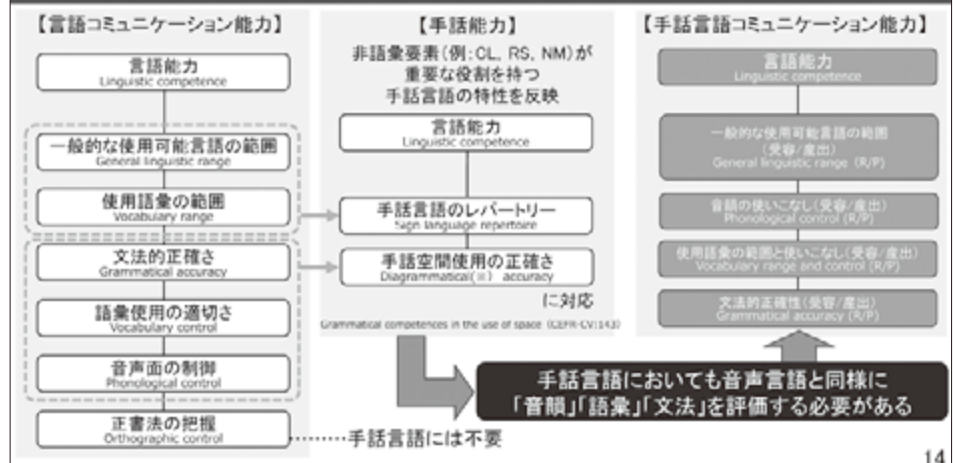 【言語コミュニケーション能力】
言語能力
Linguistic competence
一般的な使用可能言語の範囲
General linguistic range
使用語彙の範囲
Vocabulary range
文法的正確さ
Grammatical accuracy
語彙使用の適切さ
Vocabulary control
音声面の制御
Phonological control
正書法の把握
Orthographic control
手話言語には不要
【手話能力】
非語彙要素(例:CL, RS, NM)が
重要な役割を持つ
手話言語の特性を反映
言語能力
Linguistic competence
手話言語のレパートリー
Sign language repertoire
手話空間使用の正確さ
Diagrammatical(※) accuracy
に対応
Grammatical competences in the use of space (CEFR-CV:143)
【手話言語コミュニケーション能力】
言語能力
Linguistic competence
一般的な使用可能言語の範囲
(受容/産出)
General linguistic range (R/P)
音韻の使いこなし(受容/産出)
Phonological control (R/P)
使用語彙の範囲と使いこなし(受容/産出)
Vocabulary range and control (R/P)
文法的正確性(受容/産出)
Grammatical accuracy (R/P)
手話言語においても音声言語と同様に
「音韻」「語彙」「文法」を評価する必要がある
14